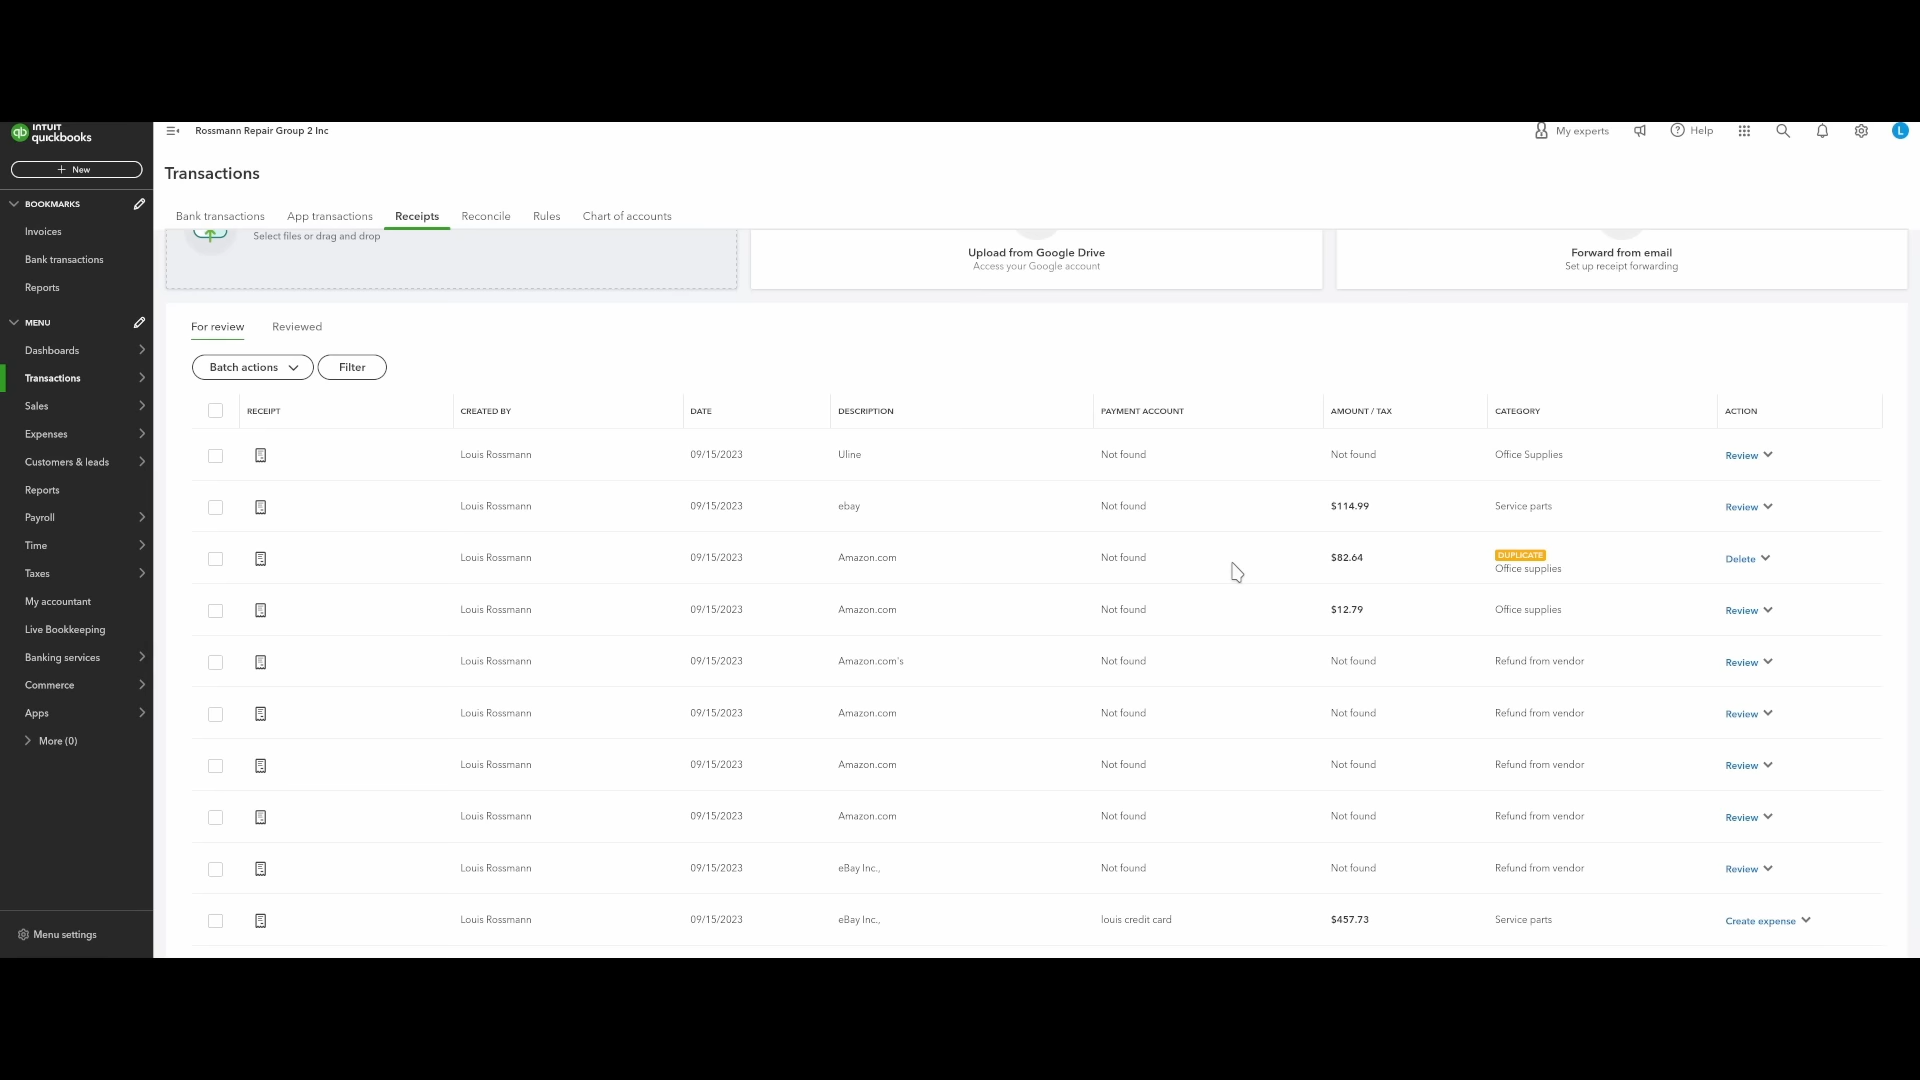 INTUIT
quickbooks
Rossmann Repair Group 2 Inc
My experts
Help
L
+ New
Transactions
BOOKMARKS
Invoices
Bank transactions
Reports
MENU
Dashboards
Transactions
Sales
Expenses
Customers & leads
Reports
Payroll
Time
Taxes
My accountant
Live Bookkeeping
Banking services
Commerce
Apps
More (0)
Menu settings
Bank transactions App transactions Receipts Reconcile Rules Chart of accounts
Select files or drag and drop
Upload from Google Drive
Access your Google account
Forward from email
Set up receipt forwarding
For review Reviewed
Batch actions Filter
RECEIPT CREATED BY DATE DESCRIPTION PAYMENT ACCOUNT AMOUNT / TAX CATEGORY ACTION
Louis Rossmann 09/15/2023 Uline Not found Not found Office Supplies Review
Louis Rossmann 09/15/2023 ebay Not found $114.99 Service parts Review
Louis Rossmann 09/15/2023 Amazon.com Not found $82.64 DUPLICATE Office supplies Delete
Louis Rossmann 09/15/2023 Amazon.com Not found $12.79 Office supplies Review
Louis Rossmann 09/15/2023 Amazon.com's Not found Not found Refund from vendor Review
Louis Rossmann 09/15/2023 Amazon.com Not found Not found Refund from vendor Review
Louis Rossmann 09/15/2023 Amazon.com Not found Not found Refund from vendor Review
Louis Rossmann 09/15/2023 Amazon.com Not found Not found Refund from vendor Review
Louis Rossmann 09/15/2023 eBay Inc., Not found Not found Refund from vendor Review
Louis Rossmann 09/15/2023 eBay Inc., louis credit card $457.73 Service parts Create expense